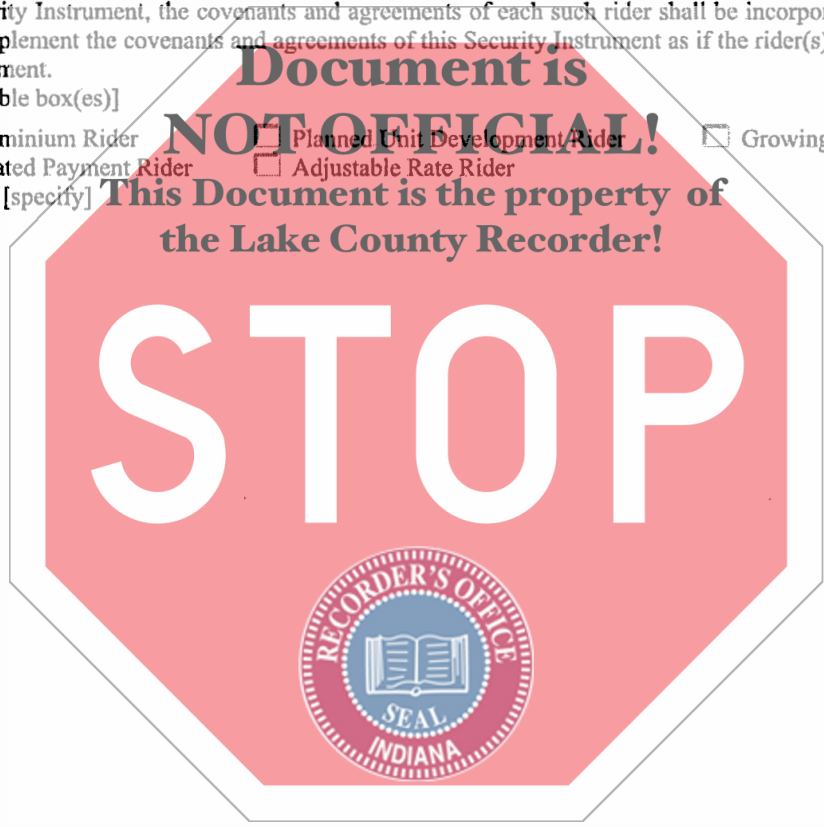 ity Instrument, the covenants and agreements of each such rider shall be incorpo
plement the covenants and agreements of this Security Instrument as if the rider(s)
ment.
ble box(es)]
Document is
NOT OFFICIAL!
minium Rider Planned Unit Development Rider Growing
ated Payment Rider Adjustable Rate Rider
[specify]
This Document is the property of
the Lake County Recorder!
STOP
RECORDER'S OFFICE
SEAL
INDIANA